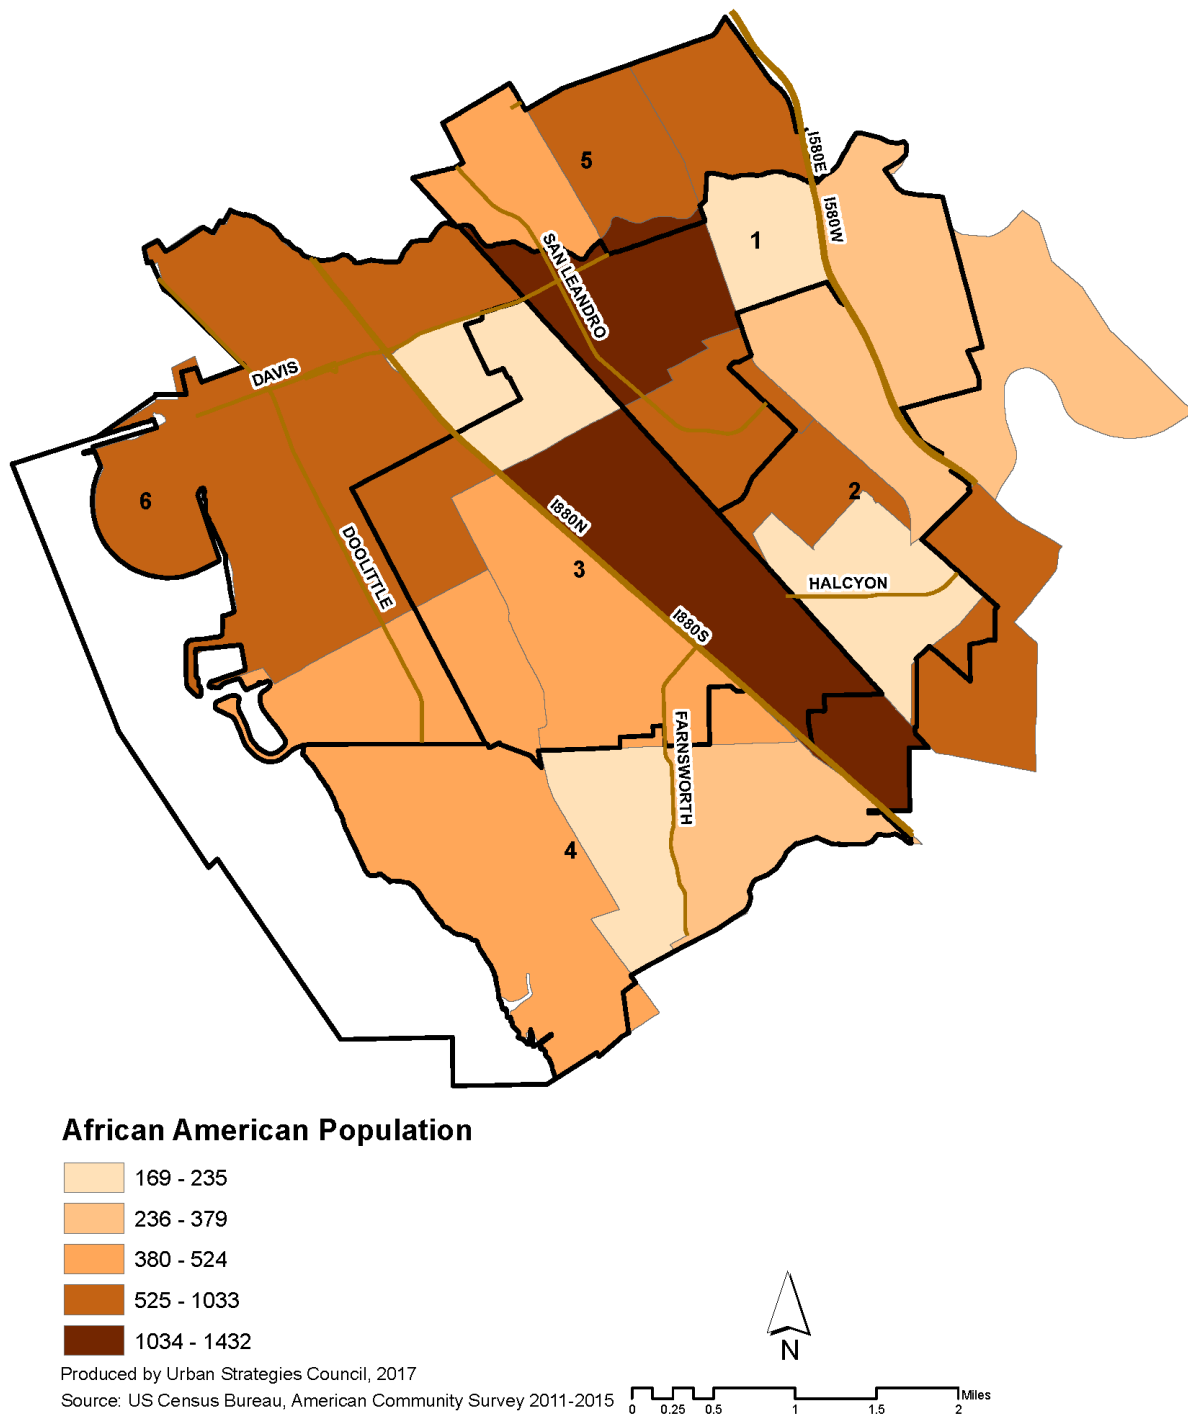 I580E
5
1
I580W
SAN LEANDRO
DAVIS
2
6
I880N
DOOLITTLE
3
HALCYON
I880S
FARNSWORTH
4
African American Population
169 - 235
236 - 379
380 - 524
525 - 1033
1034 - 1432
N
Produced by Urban Strategies Council, 2017
Source: US Census Bureau, American Community Survey 2011-2015
Miles
0 0.25 0.5 1 1.5 2